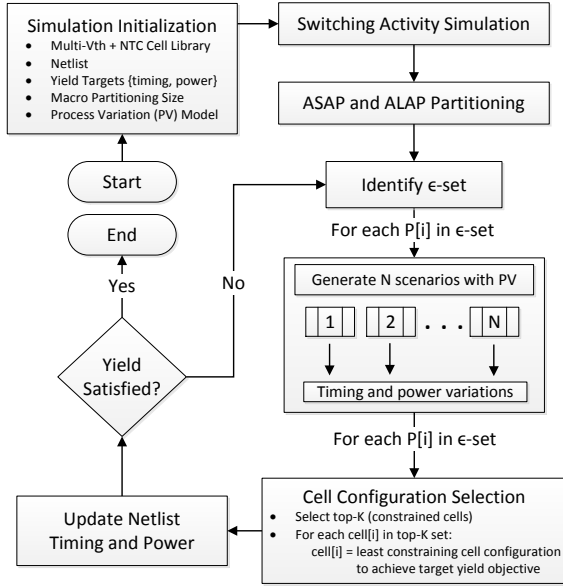 Simulation Initialization
• Multi-Vth + NTC Cell Library
• Netlist
• Yield Targets {timing, power}
• Macro Partitioning Size
• Process Variation (PV) Model
Start
End
Yes
No
Yield
Satisfied?
Update Netlist
Timing and Power
Switching Activity Simulation
ASAP and ALAP Partitioning
Identify ϵ-set
For each P[i] in ϵ-set
Generate N scenarios with PV
1 2 . . . N
Timing and power variations
For each P[i] in ϵ-set
Cell Configuration Selection
• Select top-K (constrained cells)
• For each cell[i] in top-K set:
cell[i] = least constraining cell configuration
to achieve target yield objective